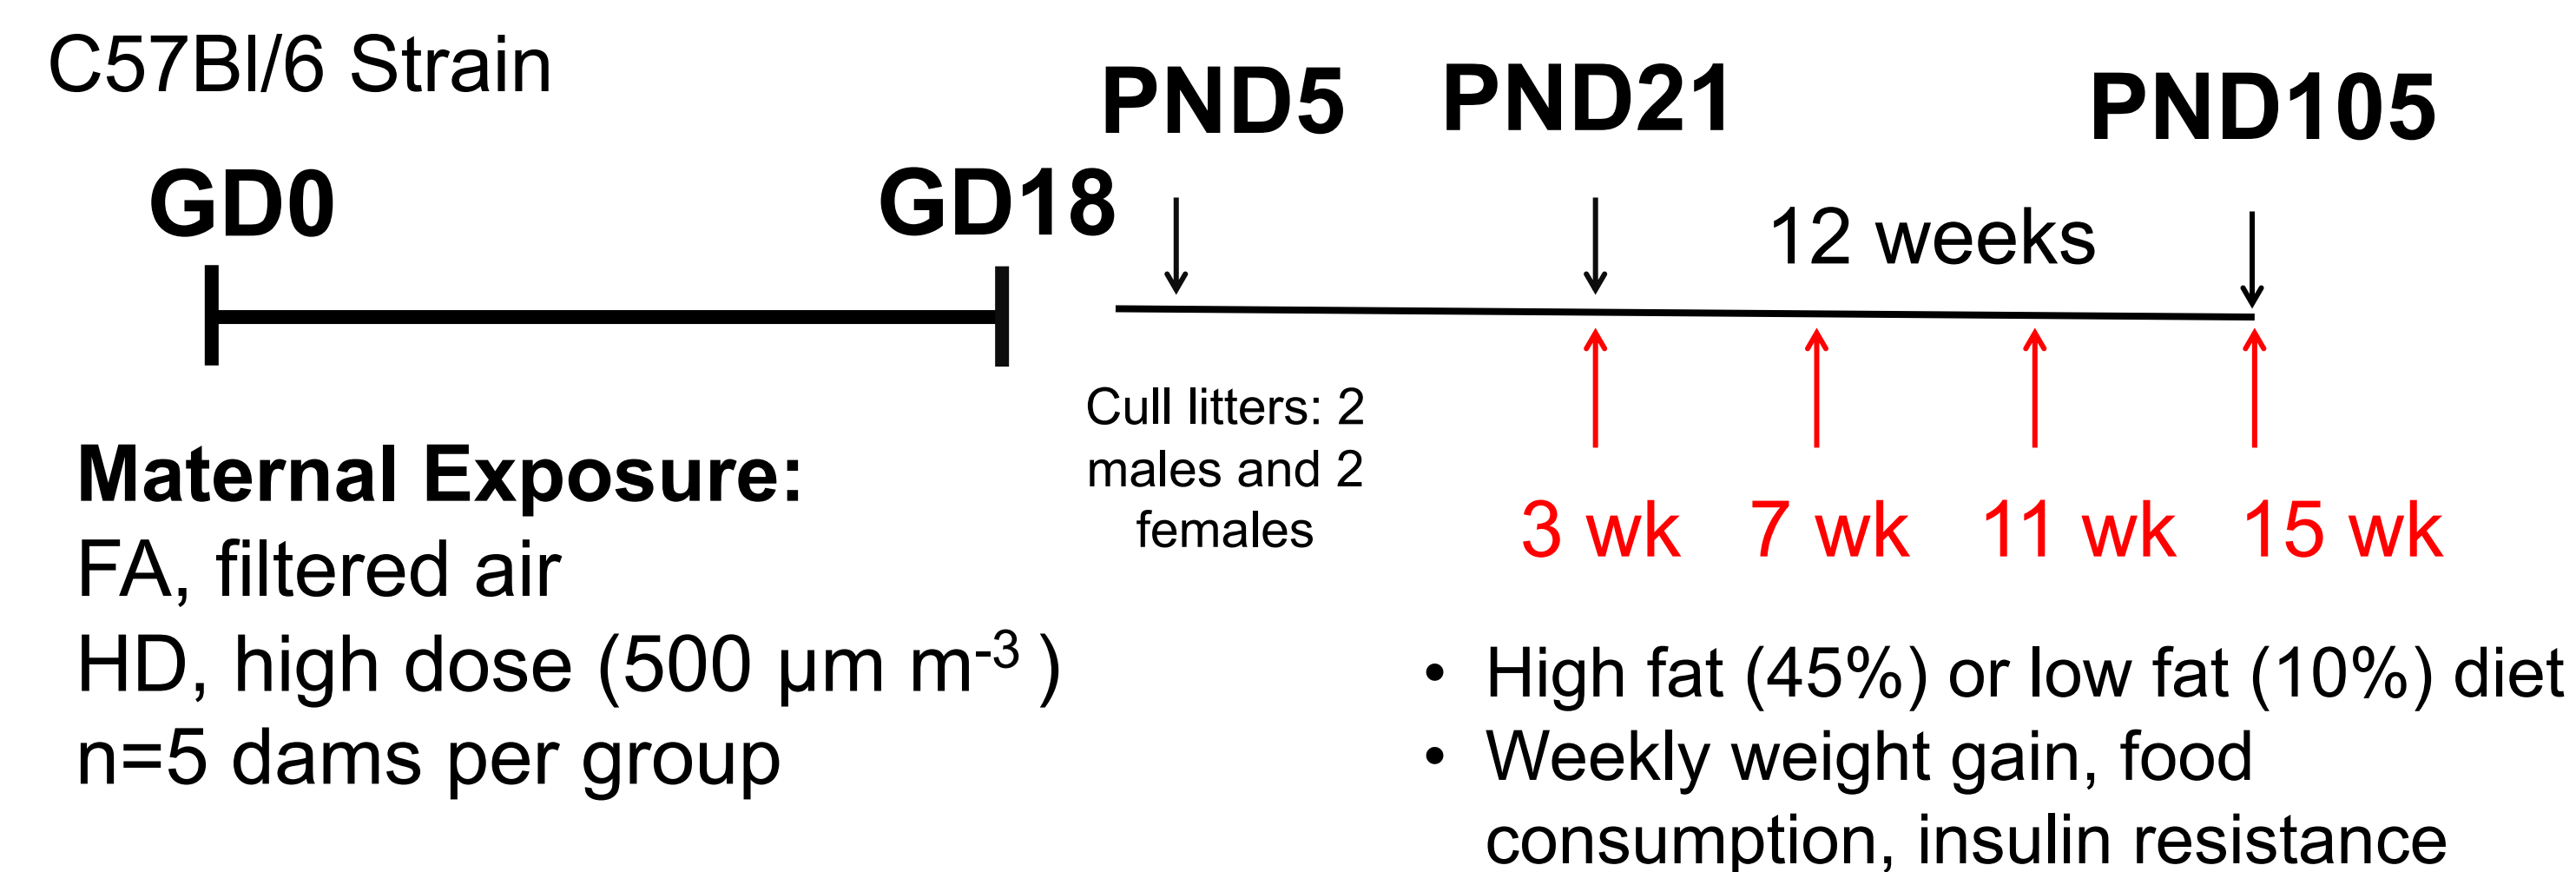 C57Bl/6 Strain
GD0
GD18
PND5
PND21
PND105
12 weeks
Maternal Exposure:
FA, filtered air
HD, high dose (500 µm m⁻³ )
n=5 dams per group
Cull litters: 2
males and 2
females
3 wk
7 wk
11 wk
15 wk
• High fat (45%) or low fat (10%) diet
• Weekly weight gain, food
consumption, insulin resistance